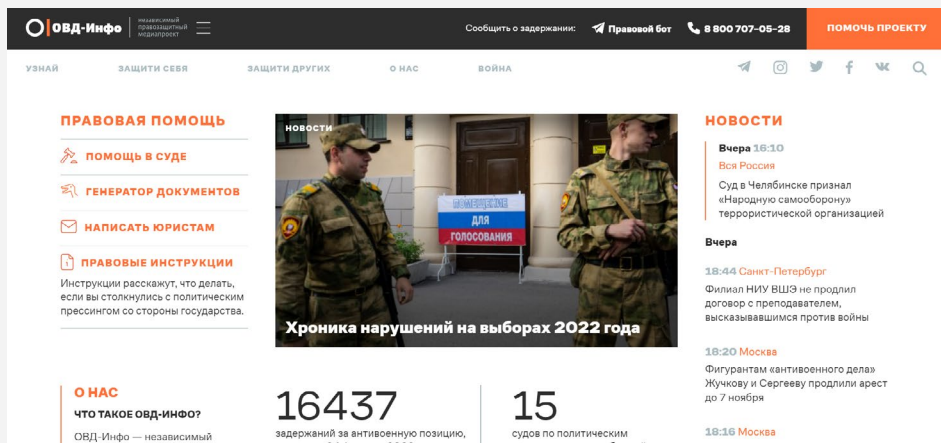 ОВД-Инфо
независимый
правозащитный
медиапроект
Сообщить о задержании:
Правовой бот
8 800 707-05-28
ПОМОЧЬ ПРОЕКТУ
УЗНАЙ
ЗАЩИТИ СЕБЯ
ЗАЩИТИ ДРУГИХ
О НАС
ВОЙНА
ПРАВОВАЯ ПОМОЩЬ
ПОМОЩЬ В СУДЕ
ГЕНЕРАТОР ДОКУМЕНТОВ
НАПИСАТЬ ЮРИСТАМ
ПРАВОВЫЕ ИНСТРУКЦИИ
Инструкции расскажут, что делать,
если вы столкнулись с политическим
прессингом со стороны государства.
НОВОСТИ
ПОМЕЩЕНИЕ
ДЛЯ
ГОЛОСОВАНИЯ
Хроника нарушений на выборах 2022 года
НОВОСТИ
Вчера 16:10
Вся Россия
Суд в Челябинске признал
«Народную самооборону»
террористической организацией
Вчера
18:44 Санкт-Петербург
Филиал НИУ ВШЭ не продлил
договор с преподавателем,
высказывавшимся против войны
18:20 Москва
Фигурантам «антивоенного дела»
Жучкову и Сергееву продлили арест
до 7 ноября
18:16 Москва
О НАС
ЧТО ТАКОЕ ОВД-ИНФО?
ОВД-Инфо — независимый
16437
задержаний за антивоенную позицию,
15
судов по политическим